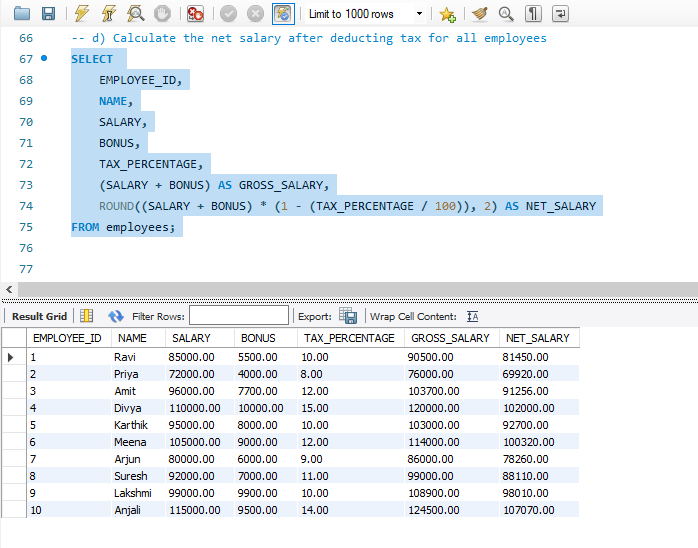 Limit to 1000 rows
66 -- d) Calculate the net salary after deducting tax for all employees
67 SELECT
68 EMPLOYEE_ID,
69 NAME,
70 SALARY,
71 BONUS,
72 TAX_PERCENTAGE,
73 (SALARY + BONUS) AS GROSS_SALARY,
74 ROUND((SALARY + BONUS) * (1 - (TAX_PERCENTAGE / 100)), 2) AS NET_SALARY
75 FROM employees;
76
77
Result Grid Filter Rows: Export: Wrap Cell Content:
EMPLOYEE_ID NAME SALARY BONUS TAX_PERCENTAGE GROSS_SALARY NET_SALARY
1 Ravi 85000.00 5500.00 10.00 90500.00 81450.00
2 Priya 72000.00 4000.00 8.00 76000.00 69920.00
3 Amit 96000.00 7700.00 12.00 103700.00 91256.00
4 Divya 110000.00 10000.00 15.00 120000.00 102000.00
5 Karthik 95000.00 8000.00 10.00 103000.00 92700.00
6 Meena 105000.00 9000.00 12.00 114000.00 100320.00
7 Arjun 80000.00 6000.00 9.00 86000.00 78260.00
8 Suresh 92000.00 7000.00 11.00 99000.00 88110.00
9 Lakshmi 99000.00 9900.00 10.00 108900.00 98010.00
10 Anjali 115000.00 9500.00 14.00 124500.00 107070.00